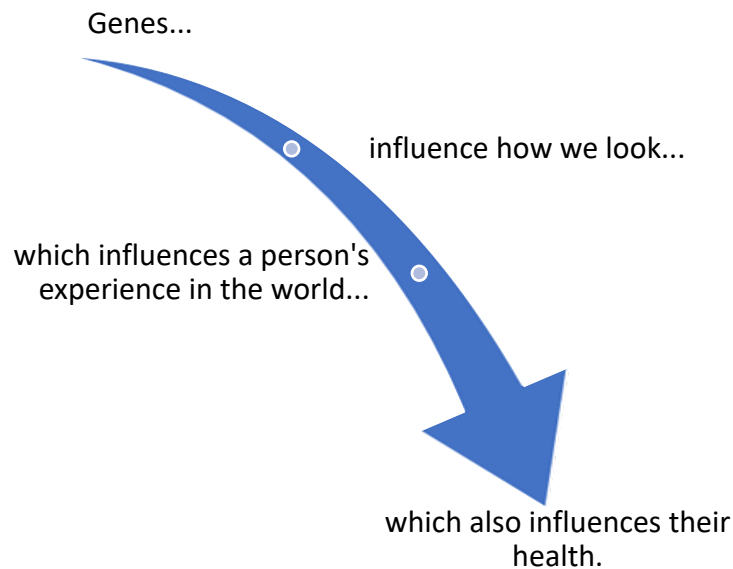 Genes...
influence how we look...
which influences a person's
experience in the world...
which also influences their
health.